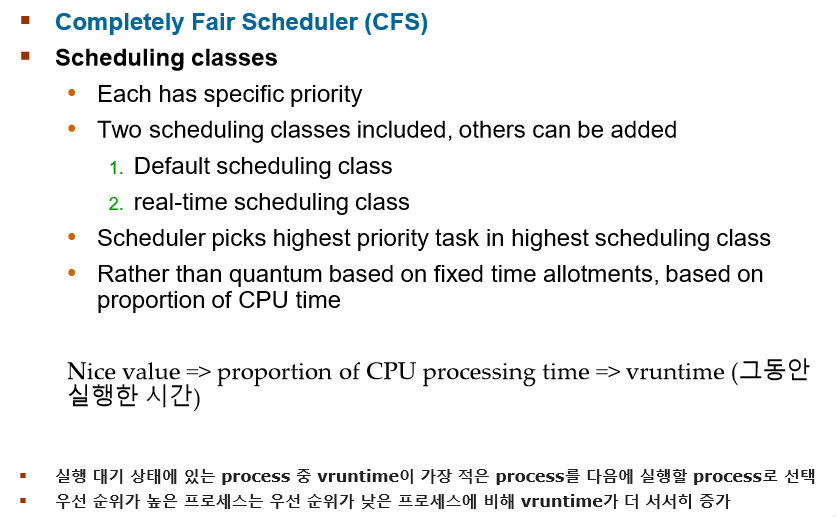 ▪ Completely Fair Scheduler (CFS)
▪ Scheduling classes
• Each has specific priority
• Two scheduling classes included, others can be added
1. Default scheduling class
2. real-time scheduling class
• Scheduler picks highest priority task in highest scheduling class
• Rather than quantum based on fixed time allotments, based on
proportion of CPU time
Nice value => proportion of CPU processing time => vruntime (그동안
실행한 시간)
▪ 실행 대기 상태에 있는 process 중 vruntime이 가장 적은 process를 다음에 실행할 process로 선택
▪ 우선 순위가 높은 프로세스는 우선 순위가 낮은 프로세스에 비해 vruntime가 더 서서히 증가